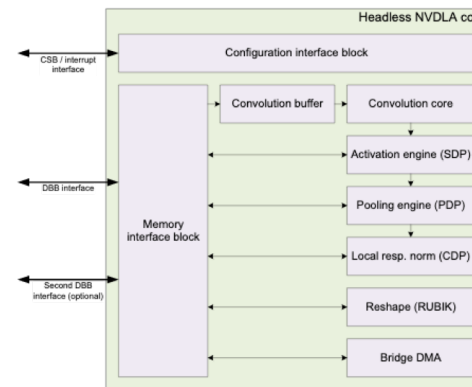 Headless NVDLA co
Configuration interface block
CSB / interrupt
interface
Convolution buffer
Convolution core
Activation engine (SDP)
DBB interface
Pooling engine (PDP)
Memory
interface block
Local resp. norm (CDP)
Second DBB
interface (optional)
Reshape (RUBIK)
Bridge DMA